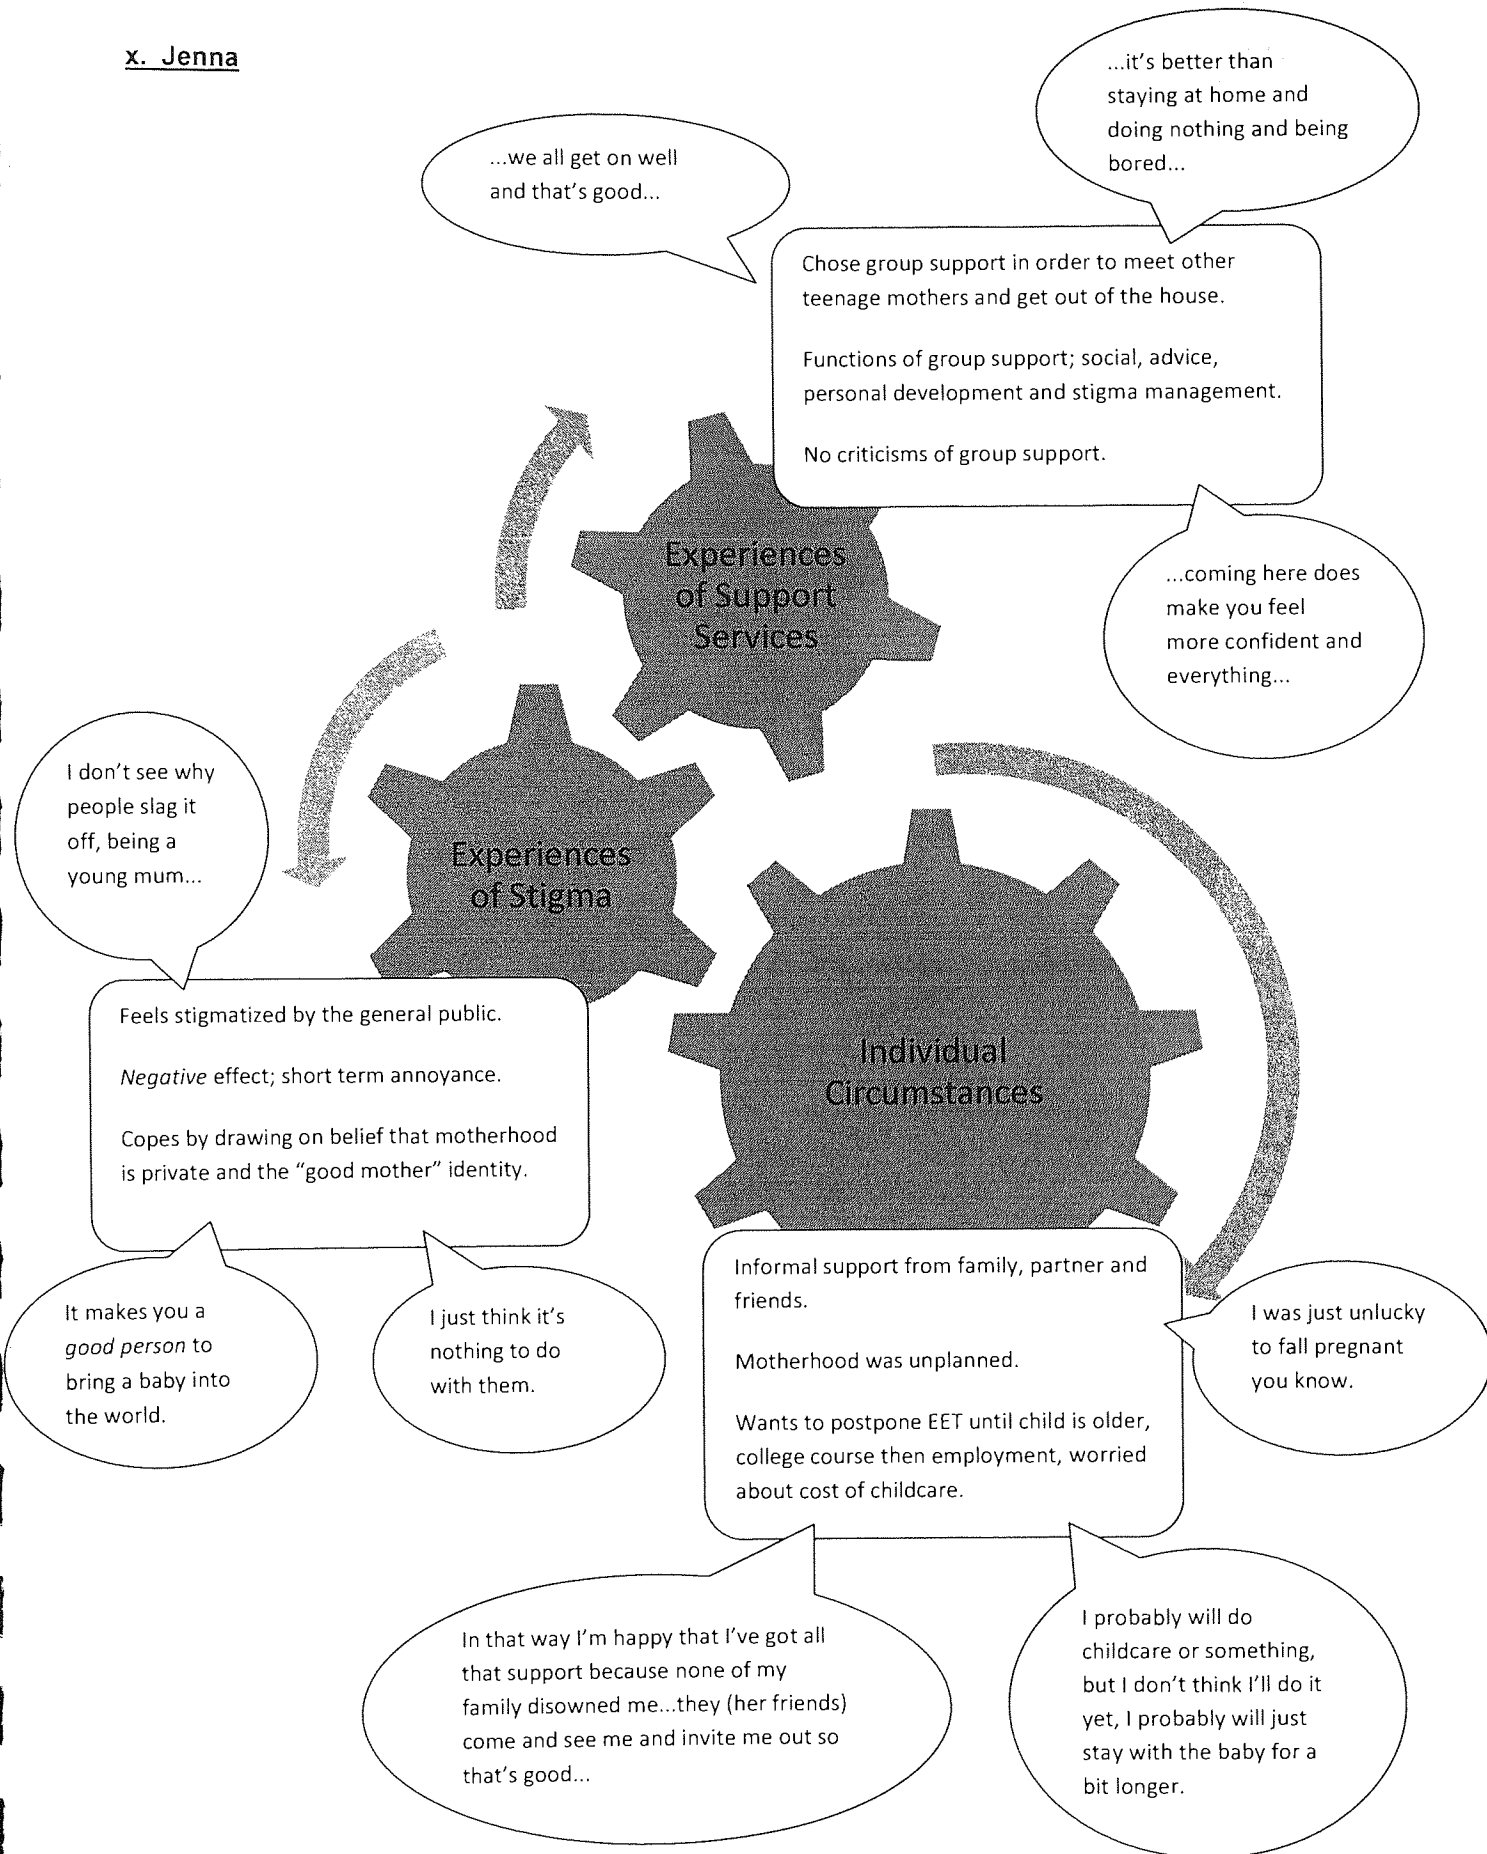 x. Jenna
...it's better than
staying at home and
doing nothing and being
bored...
...we all get on well
and that's good...
Chose group support in order to meet other
teenage mothers and get out of the house.
Functions of group support; social, advice,
personal development and stigma management.
No criticisms of group support.
Experiences
of Support
Services
...coming here does
make you feel
more confident and
everything...
I don't see why
people slag it
off, being a
young mum...
Experiences
of Stigma
Feels stigmatized by the general public.
Negative effect; short term annoyance.
Copes by drawing on belief that motherhood
is private and the "good mother" identity.
Individual
Circumstances
It makes you a
good person to
bring a baby into
the world.
I just think it's
nothing to do
with them.
Informal support from family, partner and
friends.
Motherhood was unplanned.
Wants to postpone EET until child is older,
college course then employment, worried
about cost of childcare.
I was just unlucky
to fall pregnant
you know.
In that way I'm happy that I've got all
that support because none of my
family disowned me...they (her friends)
come and see me and invite me out so
that's good...
I probably will do
childcare or something,
but I don't think I'll do it
yet, I probably will just
stay with the baby for a
bit longer.